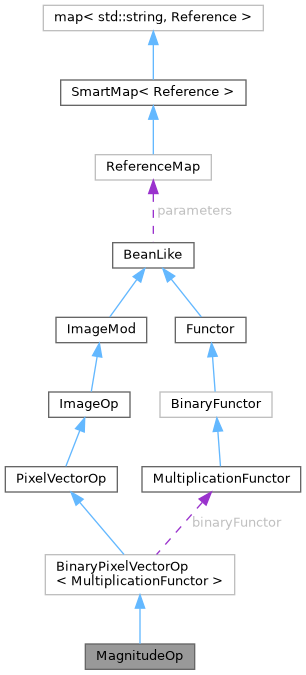 map< std::string, Reference >
SmartMap< Reference >
ReferenceMap
parameters
BeanLike
ImageMod
Functor
ImageOp
BinaryFunctor
PixelVectorOp
MultiplicationFunctor
binaryFunctor
BinaryPixelVectorOp
< MultiplicationFunctor >
MagnitudeOp